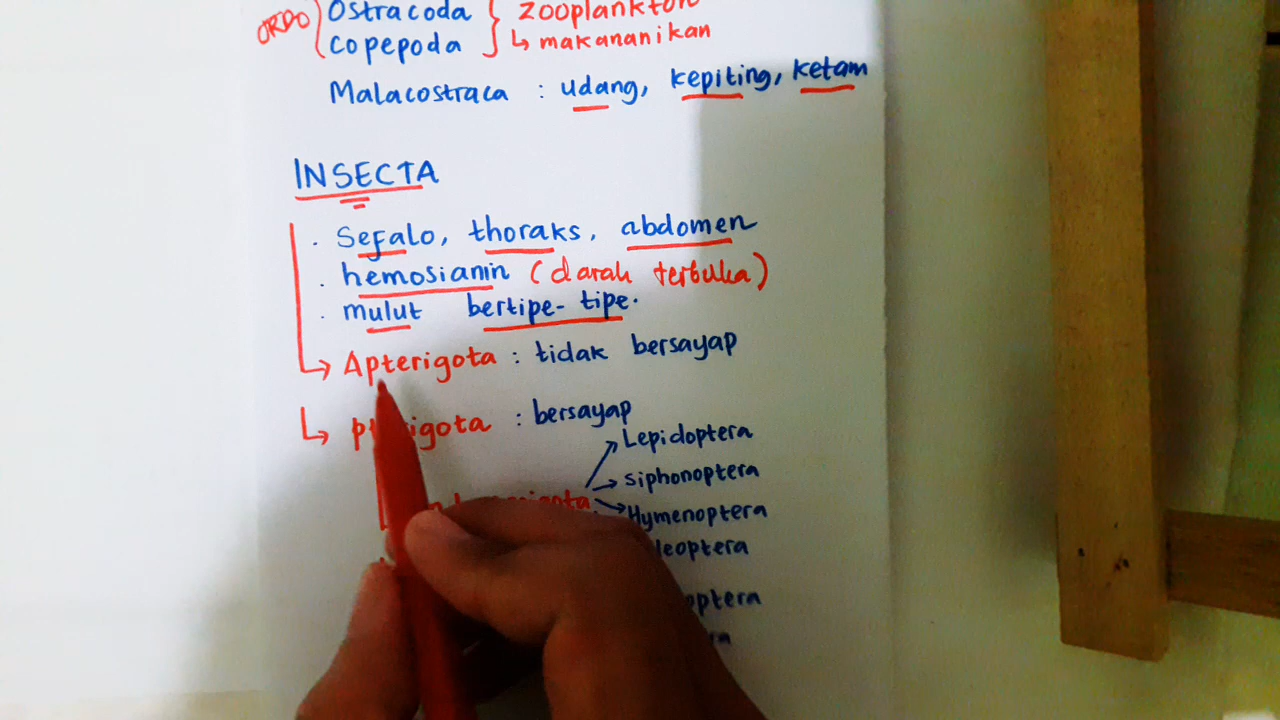 ORDO Ostracoda zooplankton
Copepoda ↳ makanan ikan
Malacostraca : udang, kepiting, ketam
INSECTA
. Sefalo, thoraks, abdomen
. hemosianin (darah terbuka)
. mulut bertipe-tipe.
↳ Apterigota : tidak bersayap
↳ : bersayap
Lepidoptera
→ siphonoptera
Hymenoptera